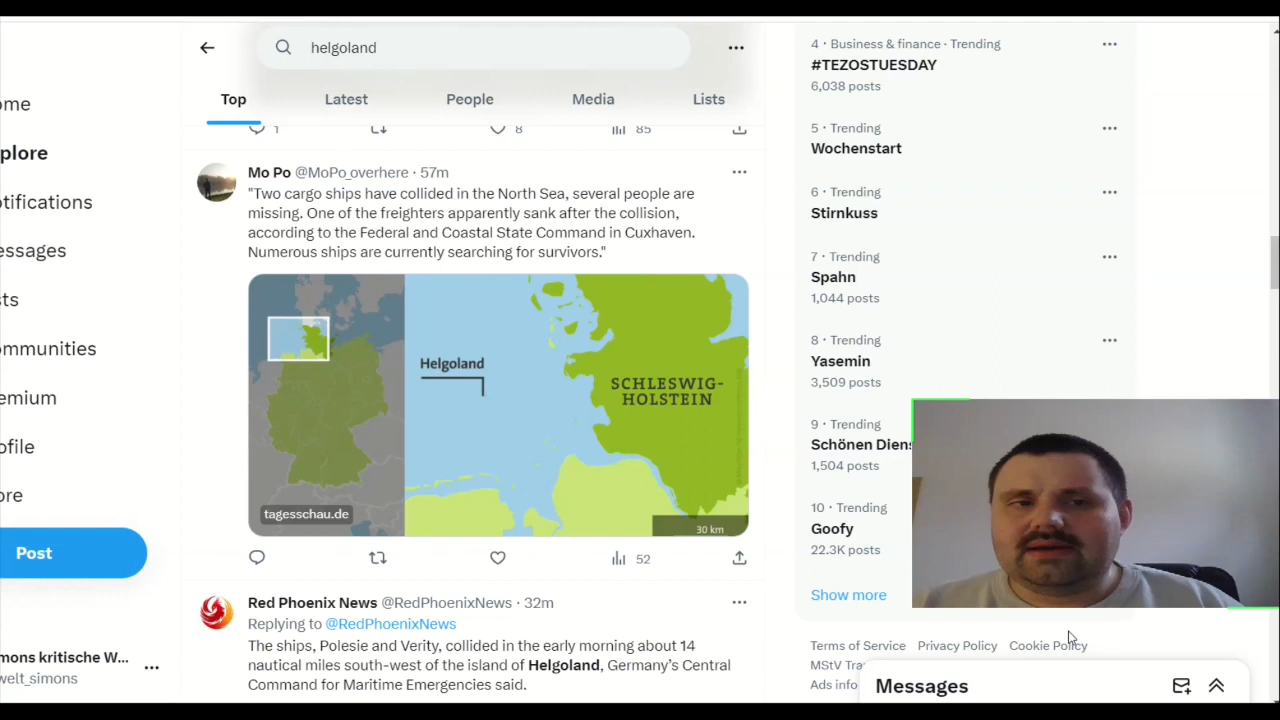 helgoland
Top
Latest
People
Media
Lists
1
8
85
Mo Po @MoPo_overhere · 57m
"Two cargo ships have collided in the North Sea, several people are
missing. One of the freighters apparently sank after the collision,
according to the Federal and Coastal State Command in Cuxhaven.
Numerous ships are currently searching for survivors."
Helgoland
SCHLESWIG-
HOLSTEIN
tagesschau.de
30 km
52
Red Phoenix News @RedPhoenixNews · 32m
Replying to @RedPhoenixNews
The ships, Polesie and Verity, collided in the early morning about 14
nautical miles south-west of the island of Helgoland, Germany's Central
Command for Maritime Emergencies said.
ome
plore
otifications
essages
sts
ommunities
emium
ofile
ore
Post
mons kritische W...
welt_simons
4 · Business & finance · Trending
#TEZOSTUESDAY
6,038 posts
5 · Trending
Wochenstart
6 · Trending
Stirnkuss
7 · Trending
Spahn
1,044 posts
8 · Trending
Yasemin
3,509 posts
9 · Trending
Schönen Diens
1,504 posts
10 · Trending
Goofy
22.3K posts
Show more
Terms of Service Privacy Policy Cookie Policy
MStV Tra
Ads info
Messages